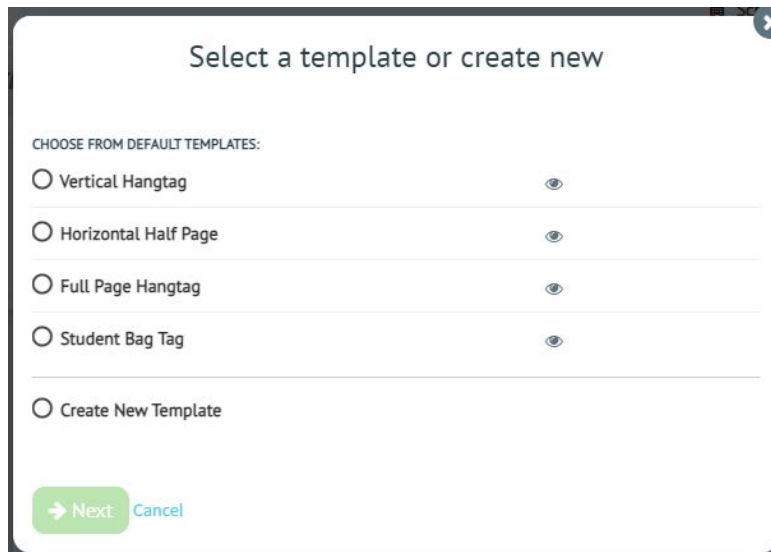 Select a template or create new
CHOOSE FROM DEFAULT TEMPLATES:
Vertical Hangtag
Horizontal Half Page
Full Page Hangtag
Student Bag Tag
Create New Template
Next Cancel